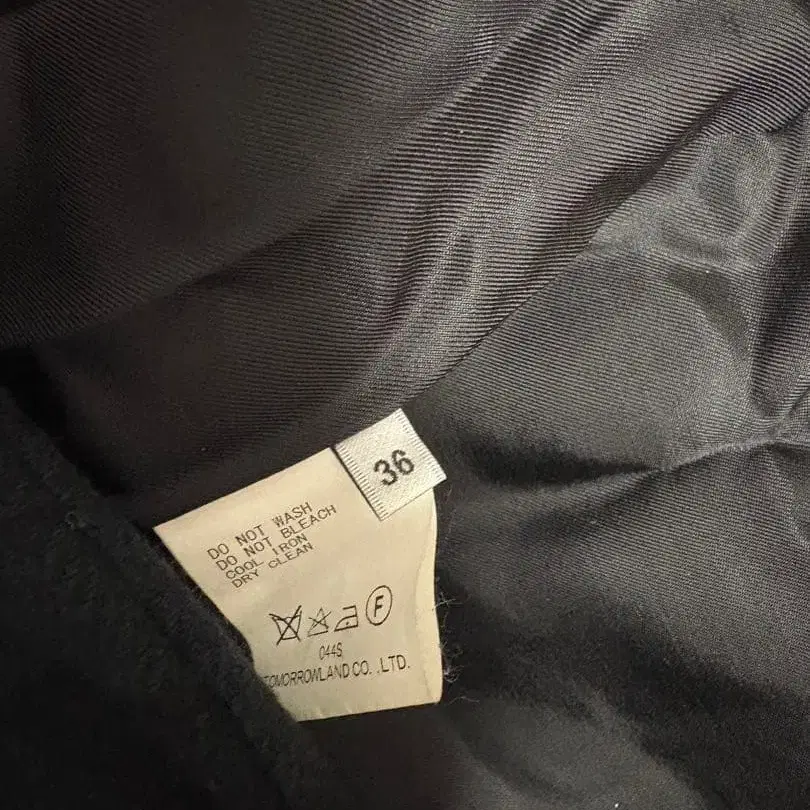 36
DO NOT WASH
DO NOT BLEACH
COOL IRON
DRY CLEAN
F
044S
TOMORROWLAND CO., LTD.